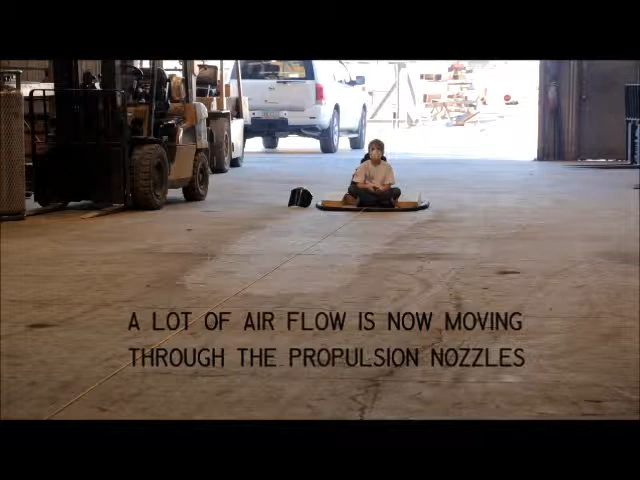 A LOT OF AIR FLOW IS NOW MOVING
THROUGH THE PROPULSION NOZZLES